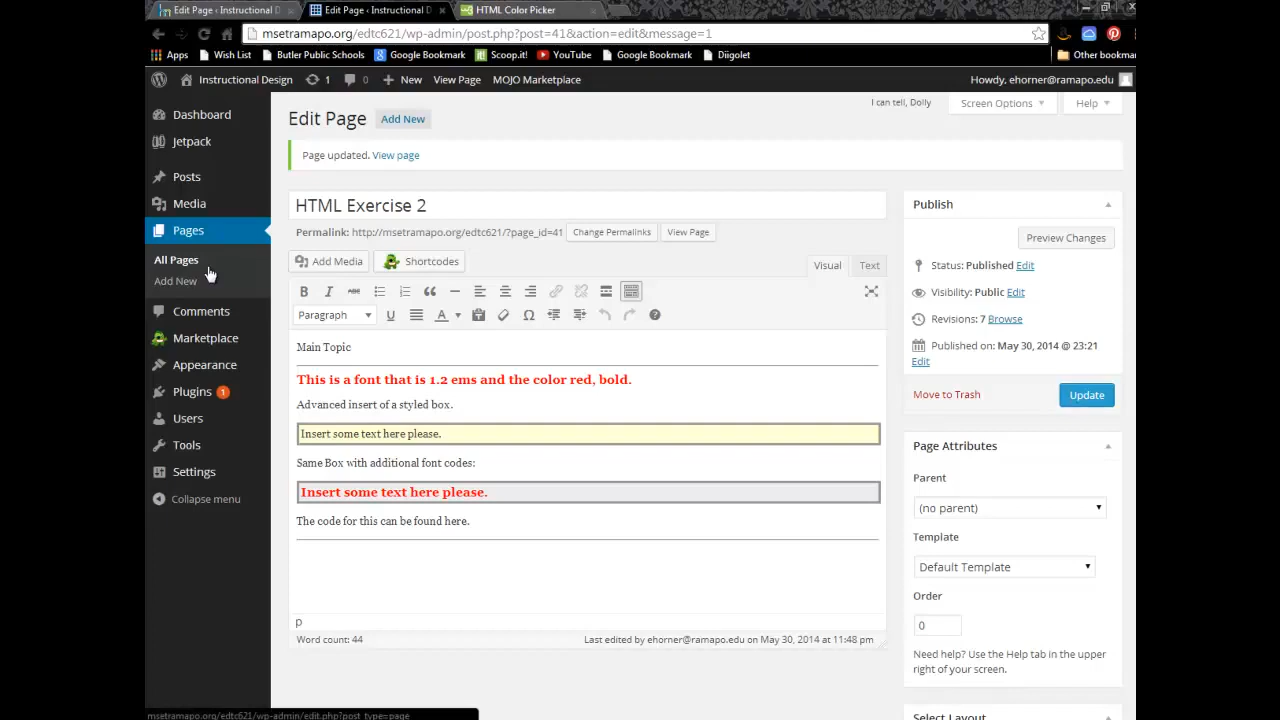 Edit Page ‹ Instructional D
Edit Page ‹ Instructional D
HTML Color Picker
msetramapo.org/edtc621/wp-admin/post.php?post=41&action=edit&message=1
Apps Wish List Butler Public Schools Google Bookmark Scoop.it! YouTube Google Bookmark Diigolet Other bookmar
Instructional Design 1 0 New View Page MOJO Marketplace Howdy, ehorner@ramapo.edu
I can tell, Dolly Screen Options Help
Dashboard
Jetpack
Posts
Media
Pages
All Pages
Add New
Comments
Marketplace
Appearance
Plugins 1
Users
Tools
Settings
Collapse menu
Edit Page Add New
Page updated. View page
HTML Exercise 2
Permalink: http://msetramapo.org/edtc621/?page_id=41 Change Permalinks View Page
Add Media Shortcodes Visual Text
B I ABC
Paragraph U A Ω
Main Topic
This is a font that is 1.2 ems and the color red, bold.
Advanced insert of a styled box.
Insert some text here please.
Same Box with additional font codes:
Insert some text here please.
The code for this can be found here.
p
Word count: 44 Last edited by ehorner@ramapo.edu on May 30, 2014 at 11:48 pm
Publish
Preview Changes
Status: Published Edit
Visibility: Public Edit
Revisions: 7 Browse
Published on: May 30, 2014 @ 23:21
Edit
Move to Trash Update
Page Attributes
Parent
(no parent)
Template
Default Template
Order
0
Need help? Use the Help tab in the upper
right of your screen.
Select Layout
msetramapo.org/edtc621/wp-admin/edit.php?post_type=page